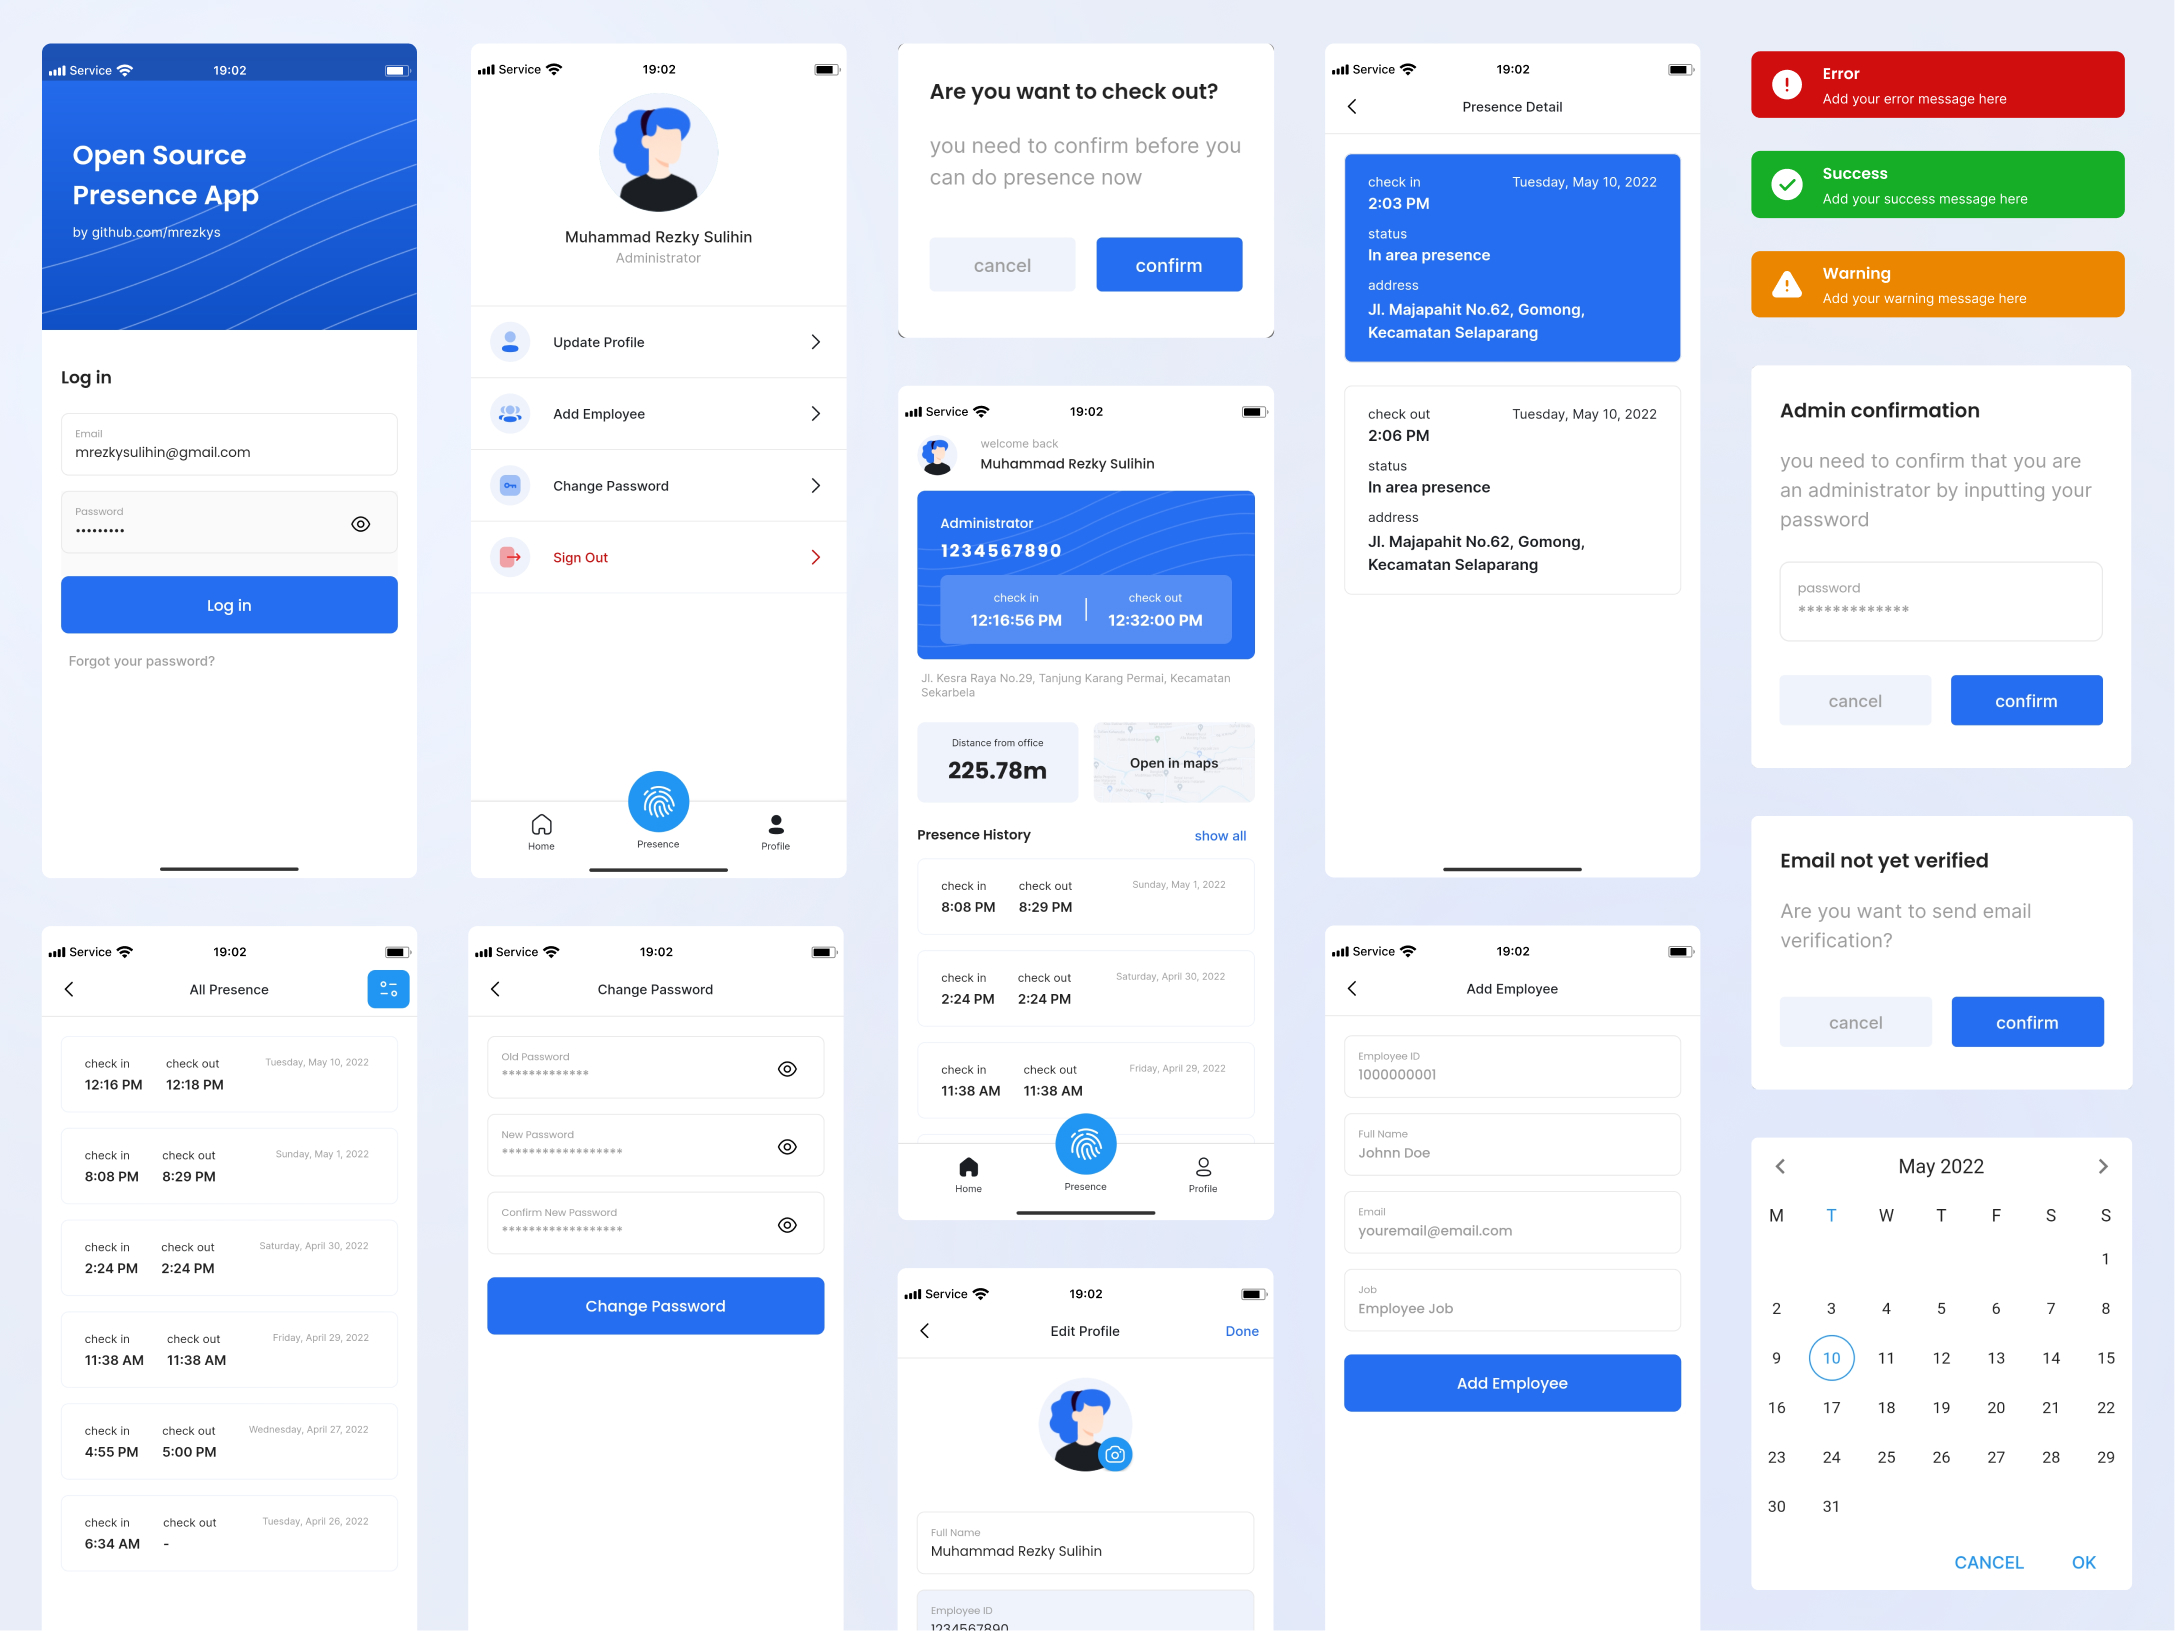 Service
19:02
Open Source
Presence App
by github.com/mrezkys
Log in
Email
mrezkysulihin@gmail.com
Password
•••••••••
Log in
Forgot your password?
Service
19:02
Muhammad Rezky Sulihin
Administrator
Update Profile
Add Employee
Change Password
Sign Out
Home
Presence
Profile
Are you want to check out?
you need to confirm before you
can do presence now
cancel
confirm
Service
19:02
welcome back
Muhammad Rezky Sulihin
Administrator
1234567890
check in
check out
12:16:56 PM
12:32:00 PM
Jl. Kesra Raya No.29, Tanjung Karang Permai, Kecamatan
Sekarbela
Distance from office
225.78m
Open in maps
Presence History
show all
check in
check out
Sunday, May 1, 2022
8:08 PM
8:29 PM
check in
check out
Saturday, April 30, 2022
2:24 PM
2:24 PM
check in
check out
Friday, April 29, 2022
11:38 AM
11:38 AM
Home
Presence
Profile
Service
19:02
Presence Detail
check in
Tuesday, May 10, 2022
2:03 PM
status
In area presence
address
Jl. Majapahit No.62, Gomong,
Kecamatan Selaparang
check out
Tuesday, May 10, 2022
2:06 PM
status
In area presence
address
Jl. Majapahit No.62, Gomong,
Kecamatan Selaparang
Error
Add your error message here
Success
Add your success message here
Warning
Add your warning message here
Admin confirmation
you need to confirm that you are
an administrator by inputting your
password
password
*************
cancel
confirm
Email not yet verified
Are you want to send email
verification?
cancel
confirm
Service
19:02
All Presence
check in
check out
Tuesday, May 10, 2022
12:16 PM
12:18 PM
check in
check out
Sunday, May 1, 2022
8:08 PM
8:29 PM
check in
check out
Saturday, April 30, 2022
2:24 PM
2:24 PM
check in
check out
Friday, April 29, 2022
11:38 AM
11:38 AM
check in
check out
Wednesday, April 27, 2022
4:55 PM
5:00 PM
check in
check out
Tuesday, April 26, 2022
6:34 AM
-
Service
19:02
Change Password
Old Password
*************
New Password
******************
Confirm New Password
******************
Change Password
Service
19:02
Edit Profile
Done
Full Name
Muhammad Rezky Sulihin
Employee ID
1234567890
Service
19:02
Add Employee
Employee ID
1000000001
Full Name
Johnn Doe
Email
youremail@email.com
Job
Employee Job
Add Employee
May 2022
M T W T F S S
1
2 3 4 5 6 7 8
9 10 11 12 13 14 15
16 17 18 19 20 21 22
23 24 25 26 27 28 29
30 31
CANCEL
OK